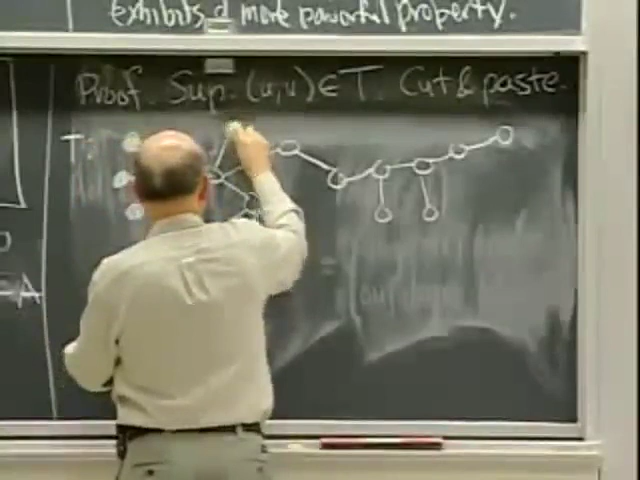 exhibits a more powerful property.
Proof. Sup. (u,v) ∈ T. Cut & paste.
T: